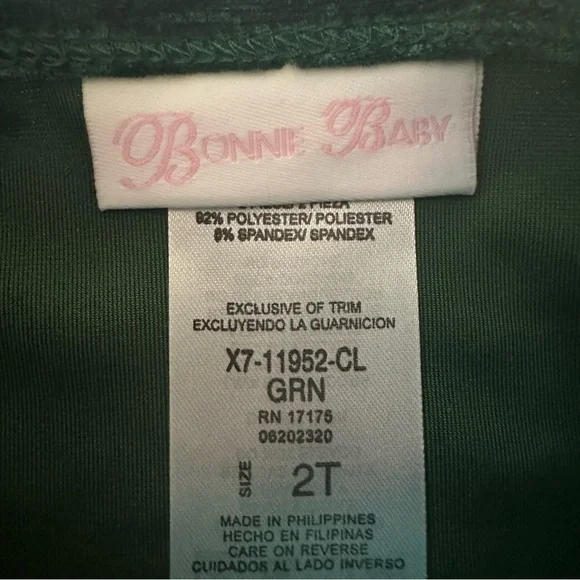 Bonnie Baby
92% POLYESTER/ POLIESTER
8% SPANDEX/ SPANDEX
EXCLUSIVE OF TRIM
EXCLUYENDO LA GUARNICION
X7-11952-CL
GRN
RN 17175
06202320
SIZE 2T
MADE IN PHILIPPINES
HECHO EN FILIPINAS
CARE ON REVERSE
CUIDADOS AL LADO INVERSO